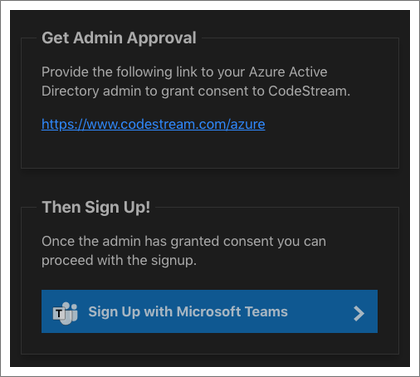 Get Admin Approval
Provide the following link to your Azure Active
Directory admin to grant consent to CodeStream.
https://www.codestream.com/azure
Then Sign Up!
Once the admin has granted consent you can
proceed with the signup.
T Sign Up with Microsoft Teams